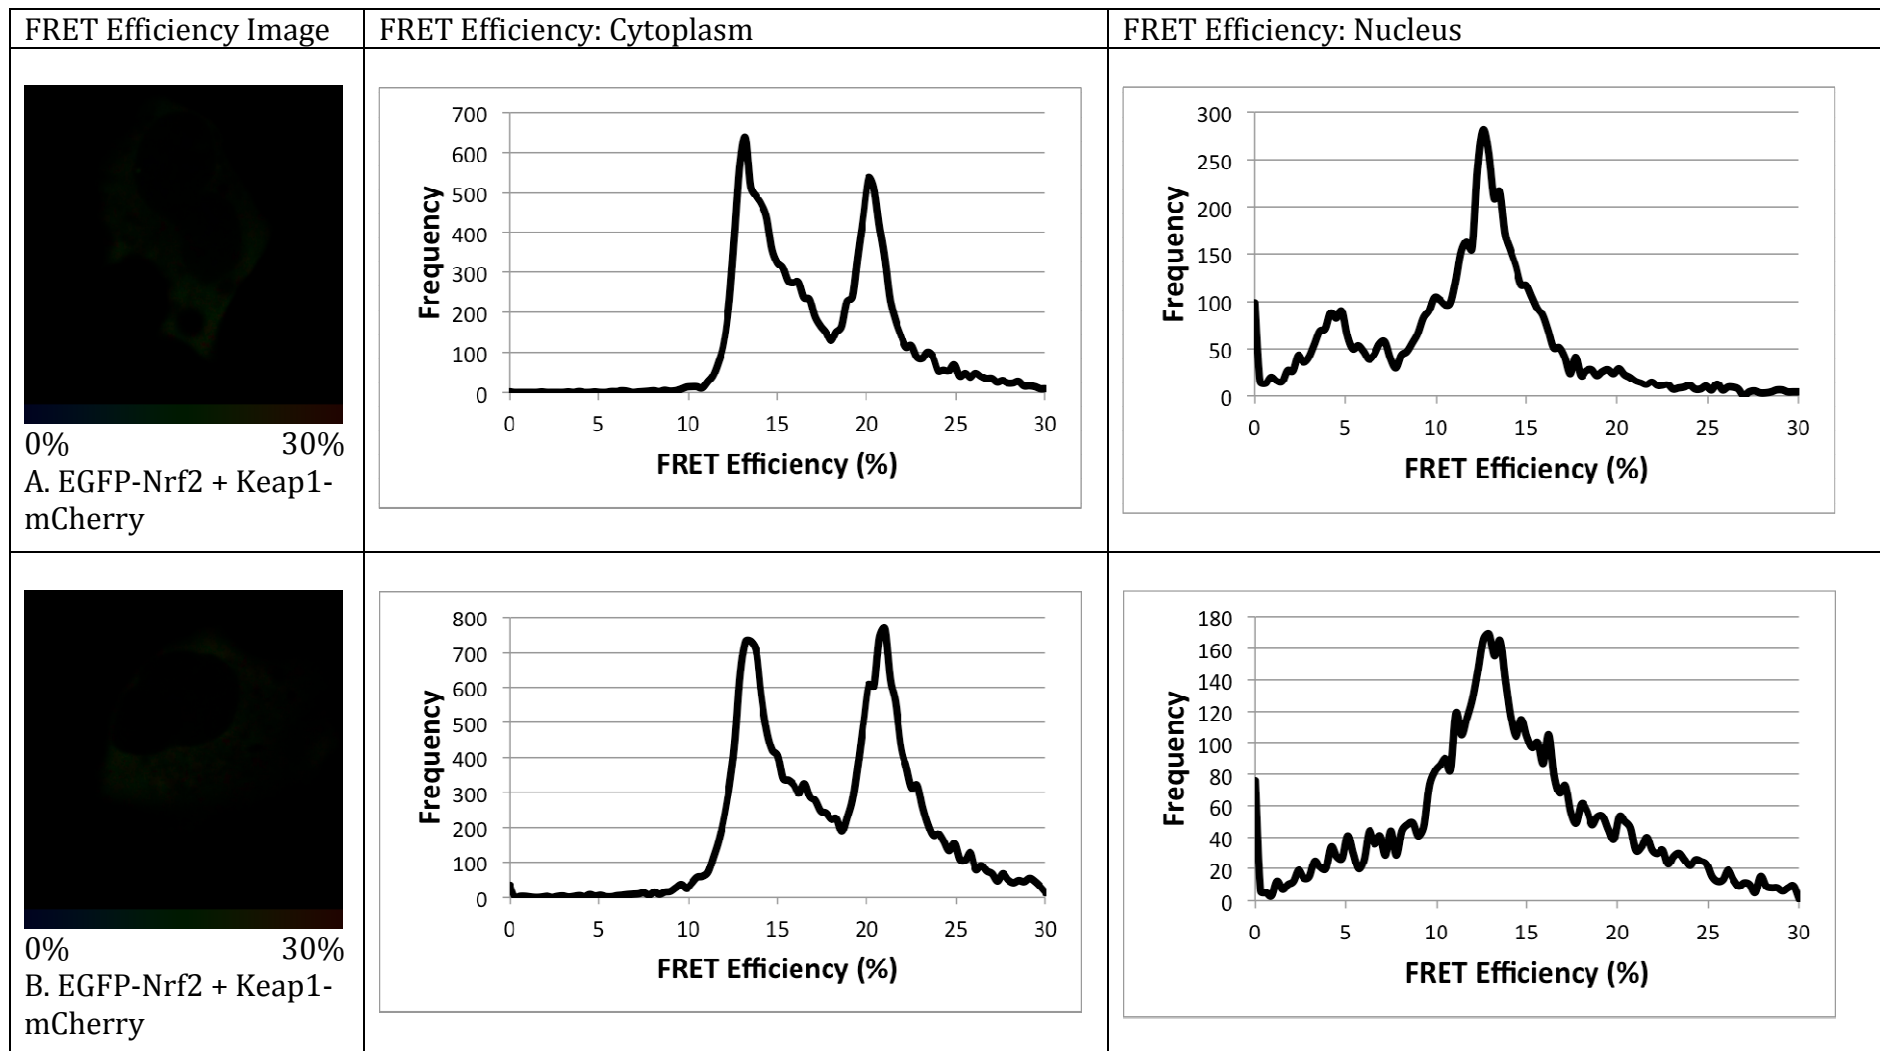 FRET Efficiency Image
FRET Efficiency: Cytoplasm
FRET Efficiency: Nucleus
0% 30%
A. EGFP-Nrf2 + Keap1-
mCherry
700
600
500
400
300
200
100
0
Frequency
0 5 10 15 20 25 30
FRET Efficiency (%)
300
250
200
150
100
50
0
Frequency
0 5 10 15 20 25 30
FRET Efficiency (%)
0% 30%
B. EGFP-Nrf2 + Keap1-
mCherry
800
700
600
500
400
300
200
100
0
Frequency
0 5 10 15 20 25 30
FRET Efficiency (%)
180
160
140
120
100
80
60
40
20
0
Frequency
0 5 10 15 20 25 30
FRET Efficiency (%)